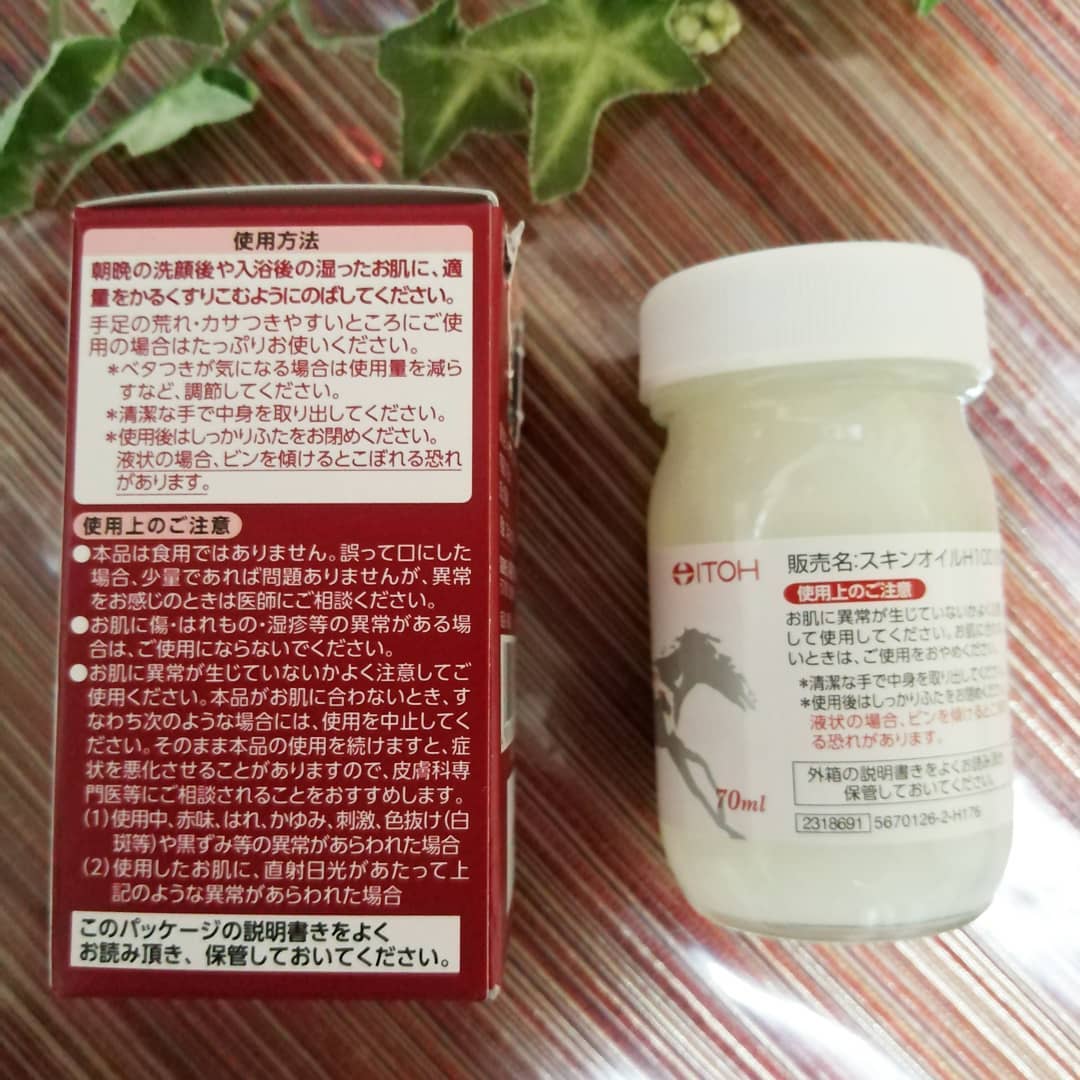 使用方法
朝晩の洗顔後や入浴後の湿ったお肌に、適
量をかるくすりこむようにのばしてください。
手足の荒れ・カサつきやすいところにご使
用の場合はたっぷりお使いください。
*ベタつきが気になる場合は使用量を減ら
すなど、調節してください。
*清潔な手で中身を取り出してください。
*使用後はしっかりふたをお閉めください。
液状の場合、ビンを傾けるとこぼれる恐れ
があります。
使用上のご注意
●本品は食用ではありません。誤って口にした
場合、少量であれば問題ありませんが、異常
をお感じのときは医師にご相談ください。
●お肌に傷・はれもの・湿疹等の異常がある場
合は、ご使用にならないでください。
●お肌に異常が生じていないかよく注意してご
使用ください。本品がお肌に合わないとき、す
なわち次のような場合には、使用を中止してく
ださい。そのまま本品の使用を続けますと、症
状を悪化させることがありますので、皮膚科専
門医等にご相談されることをおすすめします。
(1)使用中、赤味、はれ、かゆみ、刺激、色抜け(白
斑等)や黒ずみ等の異常があらわれた場合
(2)使用したお肌に、直射日光があたって上
記のような異常があらわれた場合
このパッケージの説明書きをよく
お読み頂き、保管しておいてください。
ITOH
販売名:スキンオイルH100
使用上のご注意
お肌に異常が生じていないかよく注意
して使用してください。お肌に合わな
いときは、ご使用をおやめください。
*清潔な手で中身を取り出してくださ
*使用後はしっかりふたをお閉めくだ
液状の場合、ビンを傾けるとこ
る恐れがあります。
外箱の説明書きをよくお読み
保管しておいてください。
70ml
2318691 5670126-2-H176